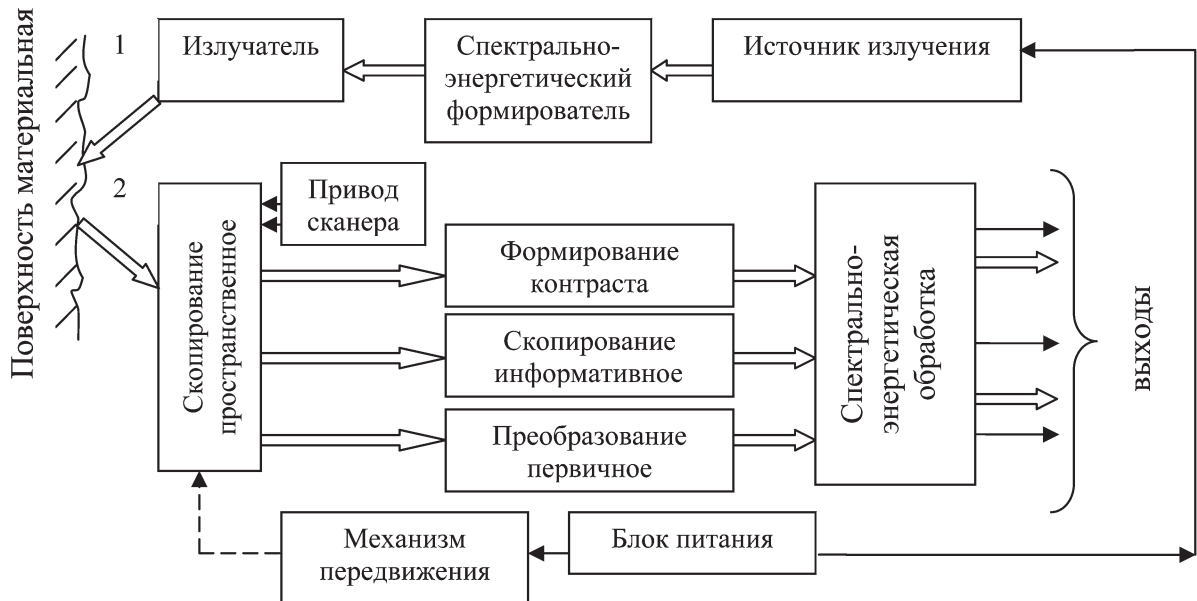 Поверхность материальная
1
Излучатель
Спектрально-
энергетический
формирователь
Источник излучения
2
Привод
сканера
Скопирование
пространственное
Формирование
контраста
Скопирование
информативное
Преобразование
первичное
Спектрально-
энергетическая
обработка
выходы
Механизм
передвижения
Блок питания